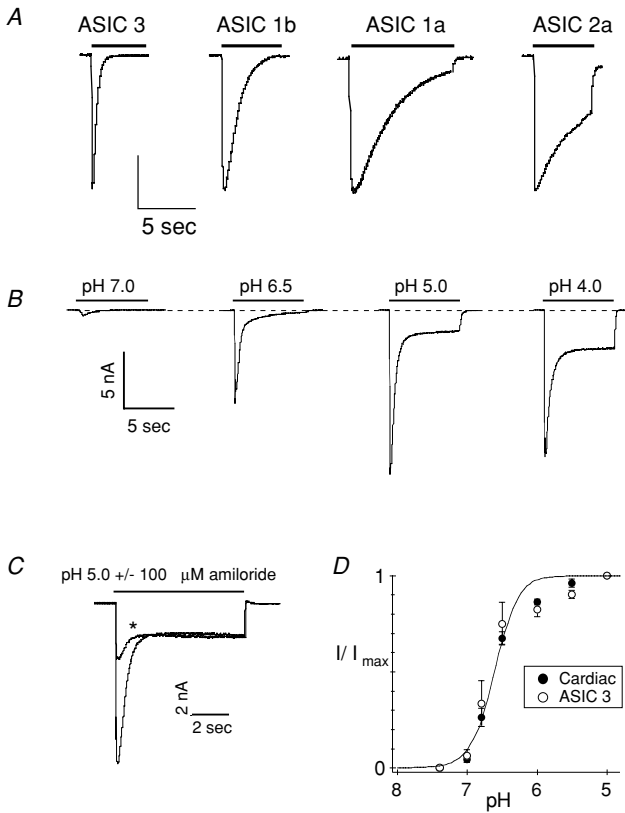 A
ASIC 3 ASIC 1b ASIC 1a ASIC 2a
5 sec
B
pH 7.0 pH 6.5 pH 5.0 pH 4.0
5 nA
5 sec
C
pH 5.0 +/- 100 μM amiloride
*
2 nA
2 sec
D
1
I/ Imax
0
Cardiac
ASIC 3
8 7 6 5
pH